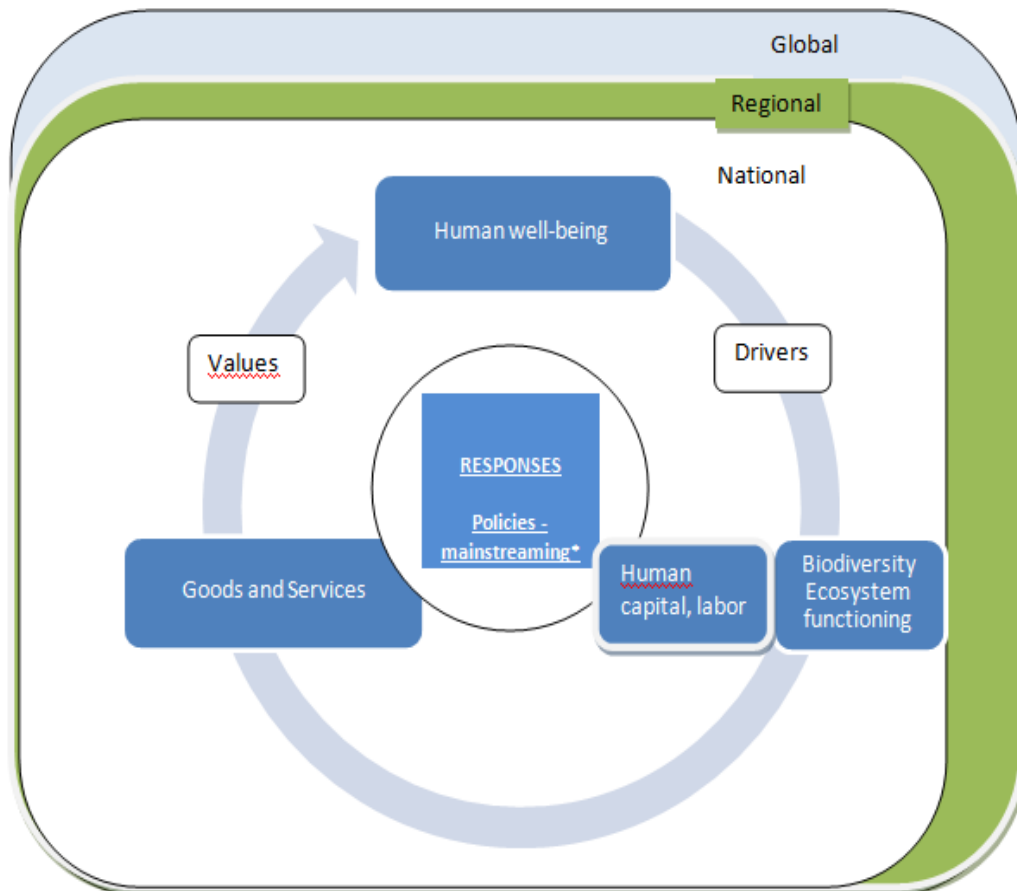 Global
Regional
National
Human well-being
Values
Drivers
RESPONSES
Policies -
mainstreaming*
Goods and Services
Human
capital, labor
Biodiversity
Ecosystem
functioning